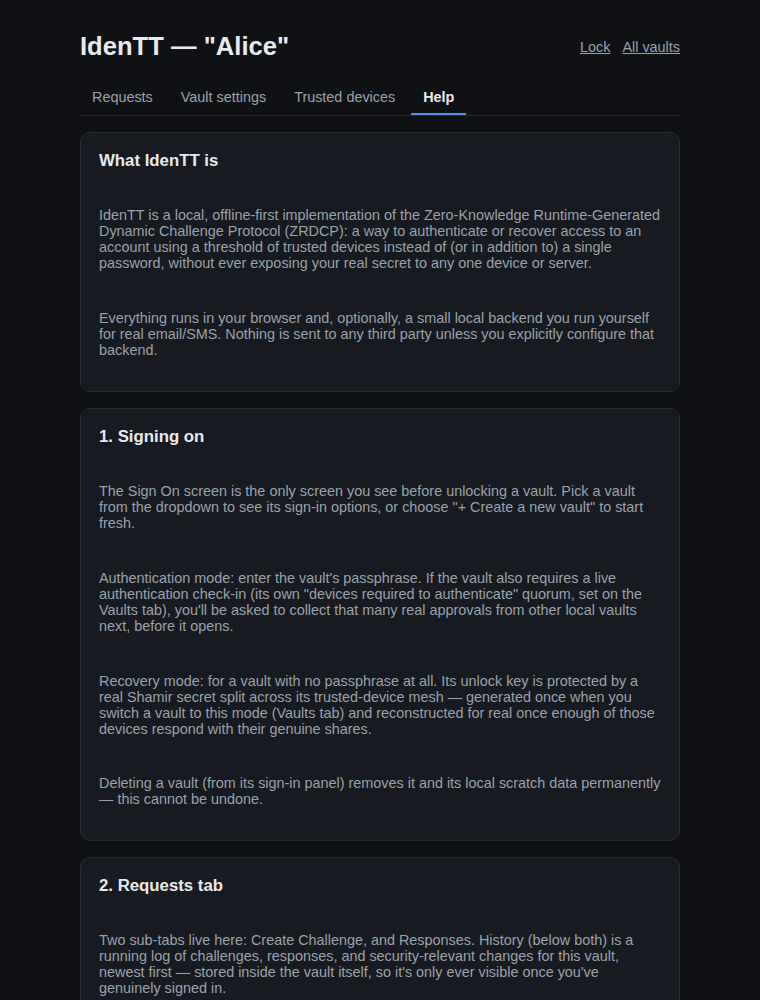 IdenTT — "Alice"
Lock All vaults
Requests Vault settings Trusted devices Help
What IdenTT is
IdenTT is a local, offline-first implementation of the Zero-Knowledge Runtime-Generated
Dynamic Challenge Protocol (ZRDCP): a way to authenticate or recover access to an
account using a threshold of trusted devices instead of (or in addition to) a single
password, without ever exposing your real secret to any one device or server.
Everything runs in your browser and, optionally, a small local backend you run yourself
for real email/SMS. Nothing is sent to any third party unless you explicitly configure that
backend.
1. Signing on
The Sign On screen is the only screen you see before unlocking a vault. Pick a vault
from the dropdown to see its sign-in options, or choose "+ Create a new vault" to start
fresh.
Authentication mode: enter the vault's passphrase. If the vault also requires a live
authentication check-in (its own "devices required to authenticate" quorum, set on the
Vaults tab), you'll be asked to collect that many real approvals from other local vaults
next, before it opens.
Recovery mode: for a vault with no passphrase at all. Its unlock key is protected by a
real Shamir secret split across its trusted-device mesh — generated once when you
switch a vault to this mode (Vaults tab) and reconstructed for real once enough of those
devices respond with their genuine shares.
Deleting a vault (from its sign-in panel) removes it and its local scratch data permanently
— this cannot be undone.
2. Requests tab
Two sub-tabs live here: Create Challenge, and Responses. History (below both) is a
running log of challenges, responses, and security-relevant changes for this vault,
newest first — stored inside the vault itself, so it's only ever visible once you've
genuinely signed in.